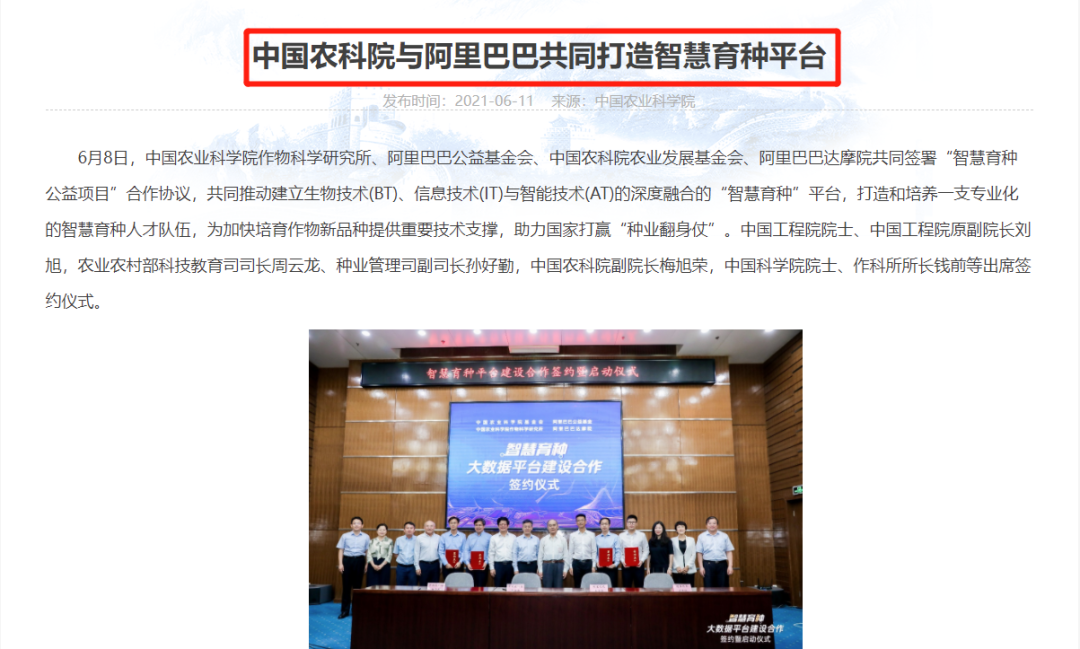 中国农科院与阿里巴巴共同打造智慧育种平台
发布时间：2021-06-11 来源：中国农业科学院
6月8日，中国农业科学院作物科学研究所、阿里巴巴公益基金会、中国农科院农业发展基金会、阿里巴巴达摩院共同签署“智慧育种
公益项目”合作协议，共同推动建立生物技术(BT)、信息技术(IT)与智能技术(AT)的深度融合的“智慧育种”平台，打造和培养一支专业化
的智慧育种人才队伍，为加快培育作物新品种提供重要技术支撑，助力国家打赢“种业翻身仗”。中国工程院院士、中国工程院原副院长刘
旭，农业农村部科技教育司司长周云龙、种业管理司副司长孙好勤，中国农科院副院长梅旭荣，中国科学院院士、作科所所长钱前等出席签
约仪式。
智慧育种平台建设合作签约暨启动仪式
智慧育种
大数据平台建设合作
签约仪式
智慧育种
大数据平台建设合作
签约暨启动仪式